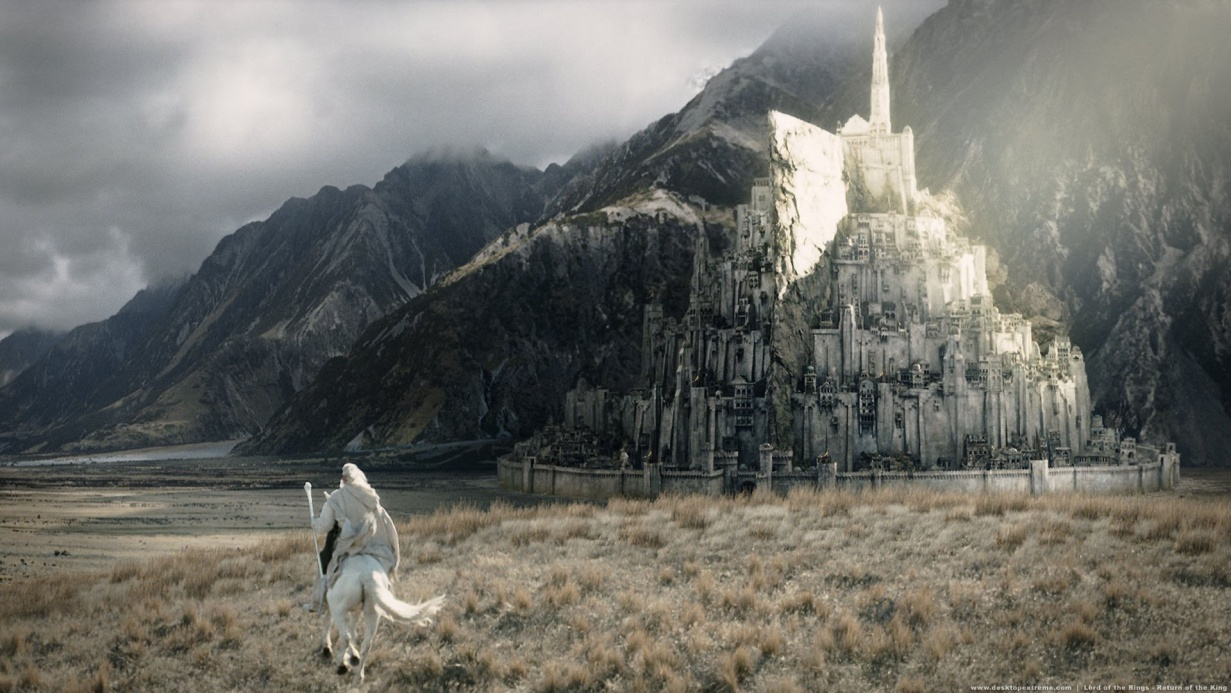 www.desktopextreme.com | Lord of the Rings - Return of the King